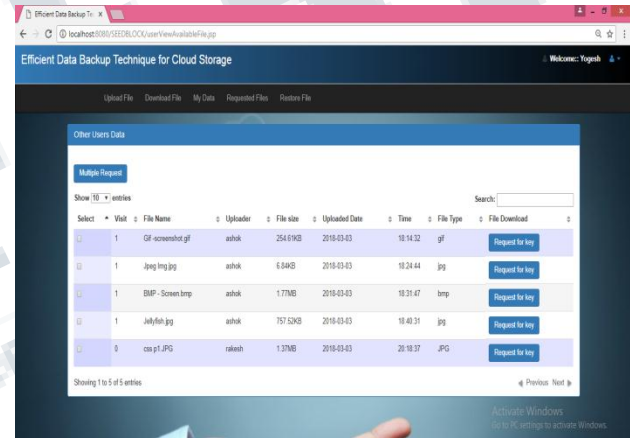 Efficient Data Backup Te
localhost:8080/SEEDBLOCK/userViewAvailableFile.jsp
Efficient Data Backup Technique for Cloud Storage
Welcome:: Yogesh
Upload File Download File My Data Requested Files Restore File
Other Users Data
Multiple Request
Show 10 entries
Search:
Select Visit File Name Uploader File size Uploaded Date Time File Type File Download
1 Gif -screenshot.gif ashok 254.61KB 2018-03-03 18:14:32 gif Request for key
1 Jpeg Img.jpg ashok 6.84KB 2018-03-03 18:24:44 jpg Request for key
1 BMP - Screen.bmp ashok 1.77MB 2018-03-03 18:31:47 bmp Request for key
1 Jellyfish.jpg ashok 757.52KB 2018-03-03 18:40:31 jpg Request for key
0 css p1.JPG rakesh 1.37MB 2018-03-03 20:18:37 JPG Request for key
Showing 1 to 5 of 5 entries
Previous Next
Activate Windows
Go to PC settings to activate Windows.